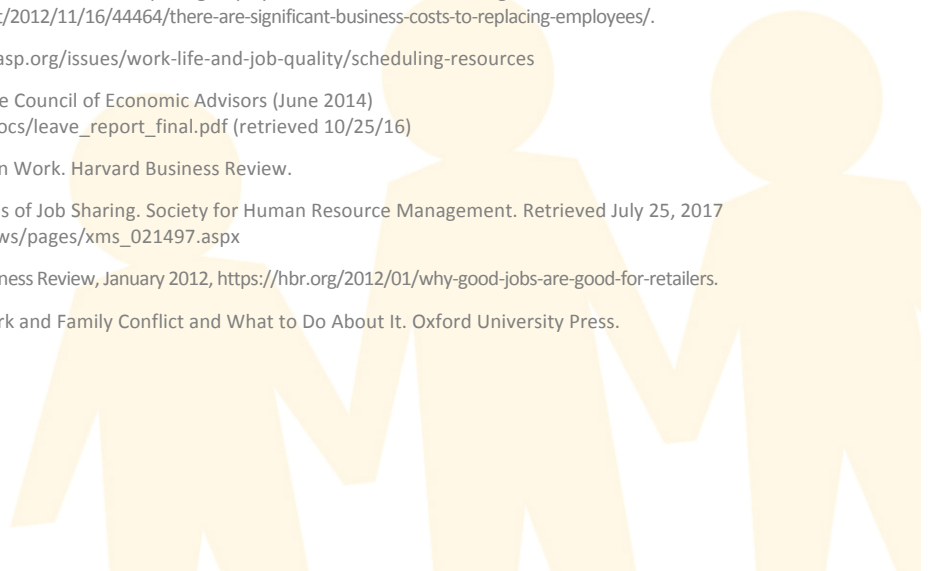 t/2012/11/16/44464/there-are-significant-business-costs-to-replacing-employees/.
asp.org/issues/work-life-and-job-quality/scheduling-resources
e Council of Economic Advisors (June 2014)
ocs/leave_report_final.pdf (retrieved 10/25/16)
n Work. Harvard Business Review.
s of Job Sharing. Society for Human Resource Management. Retrieved July 25, 2017
ws/pages/xms_021497.aspx
ness Review, January 2012, https://hbr.org/2012/01/why-good-jobs-are-good-for-retailers.
rk and Family Conflict and What to Do About It. Oxford University Press.